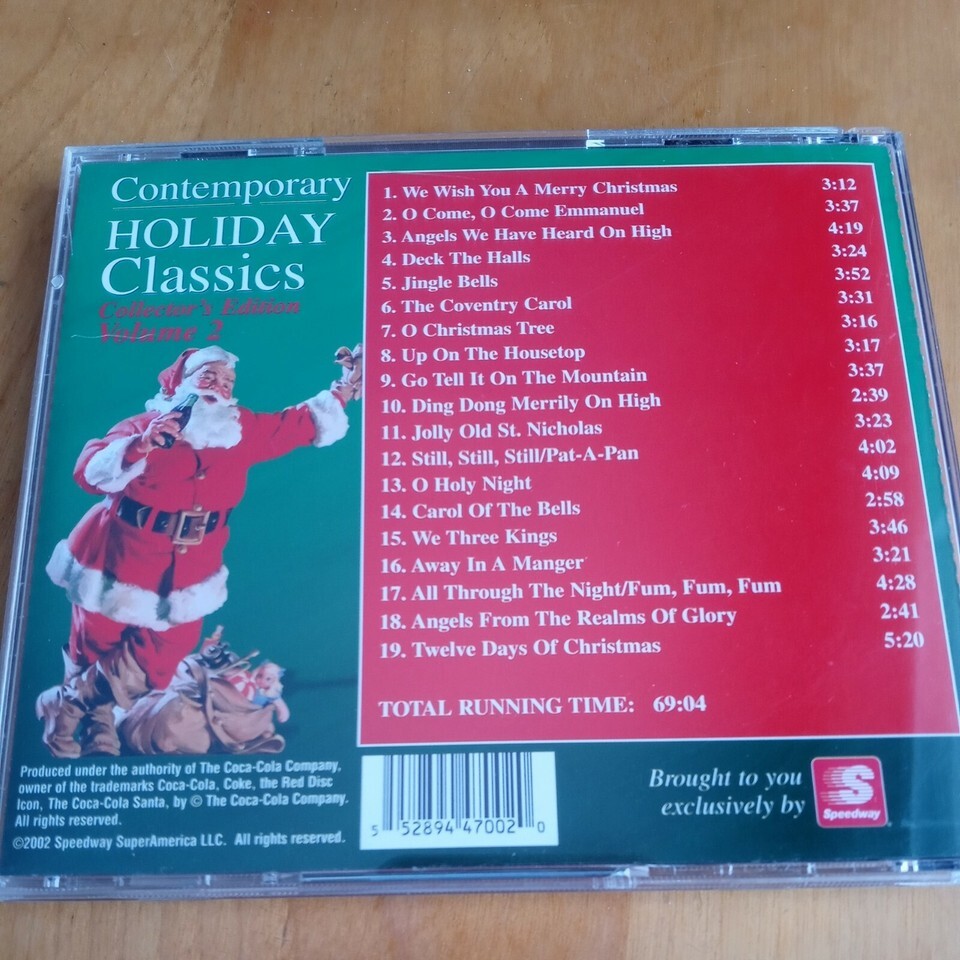 Contemporary
HOLIDAY
Classics
Collector's Edition
Volume 2
1. We Wish You A Merry Christmas 3:12
2. O Come, O Come Emmanuel 3:37
3. Angels We Have Heard On High 4:19
4. Deck The Halls 3:24
5. Jingle Bells 3:52
6. The Coventry Carol 3:31
7. O Christmas Tree 3:16
8. Up On The Housetop 3:17
9. Go Tell It On The Mountain 3:37
10. Ding Dong Merrily On High 2:39
11. Jolly Old St. Nicholas 3:23
12. Still, Still, Still/Pat-A-Pan 4:02
13. O Holy Night 4:09
14. Carol Of The Bells 2:58
15. We Three Kings 3:46
16. Away In A Manger 3:21
17. All Through The Night/Fum, Fum, Fum 4:28
18. Angels From The Realms Of Glory 2:41
19. Twelve Days Of Christmas 5:20
TOTAL RUNNING TIME: 69:04
Produced under the authority of The Coca-Cola Company,
owner of the trademarks Coca-Cola, Coke, the Red Disc
Icon, The Coca-Cola Santa, by © The Coca-Cola Company.
All rights reserved.
©2002 Speedway SuperAmerica LLC. All rights reserved.
5 52894 47002 0
Brought to you
exclusively by
S
Speedway